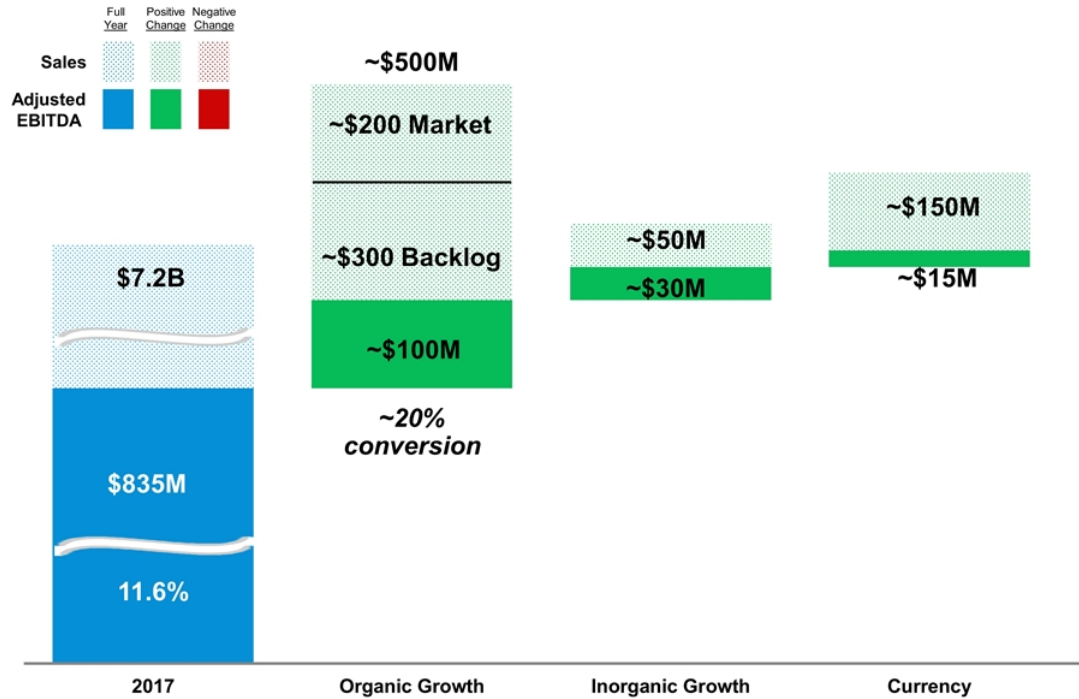 Full Year
Positive Change
Negative Change
Sales
Adjusted
EBITDA
~$500M
~$200 Market
~$300 Backlog
~$100M
~20%
conversion
$7.2B
$835M
11.6%
~$50M
~$30M
~$150M
~$15M
2017
Organic Growth
Inorganic Growth
Currency